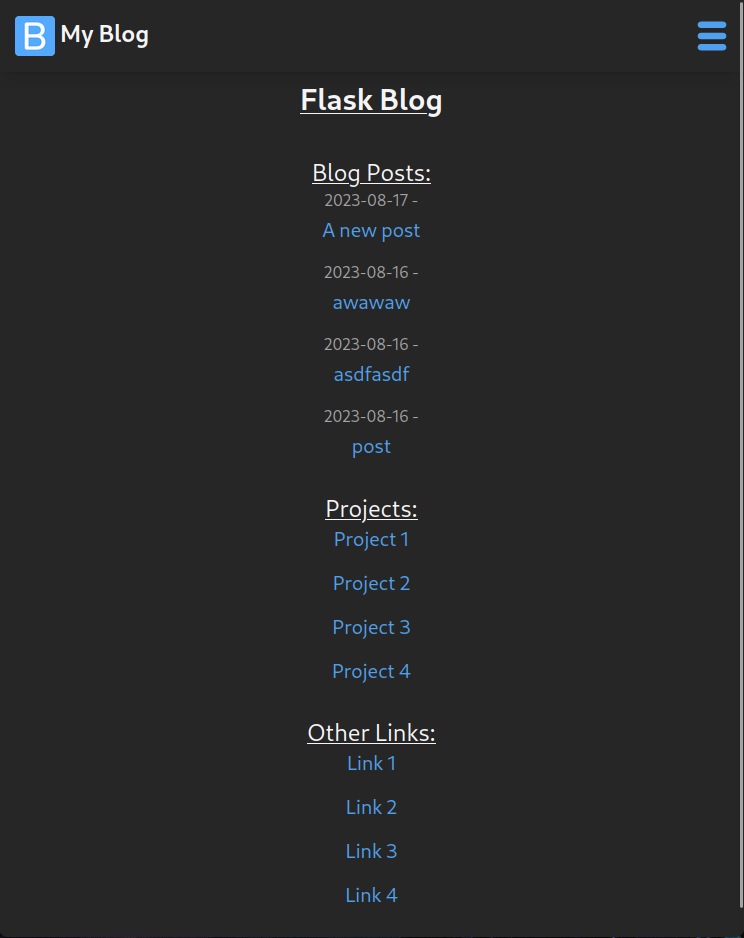 B My Blog
Flask Blog
Blog Posts:
2023-08-17 -
A new post
2023-08-16 -
awawaw
2023-08-16 -
asdfasdf
2023-08-16 -
post
Projects:
Project 1
Project 2
Project 3
Project 4
Other Links:
Link 1
Link 2
Link 3
Link 4